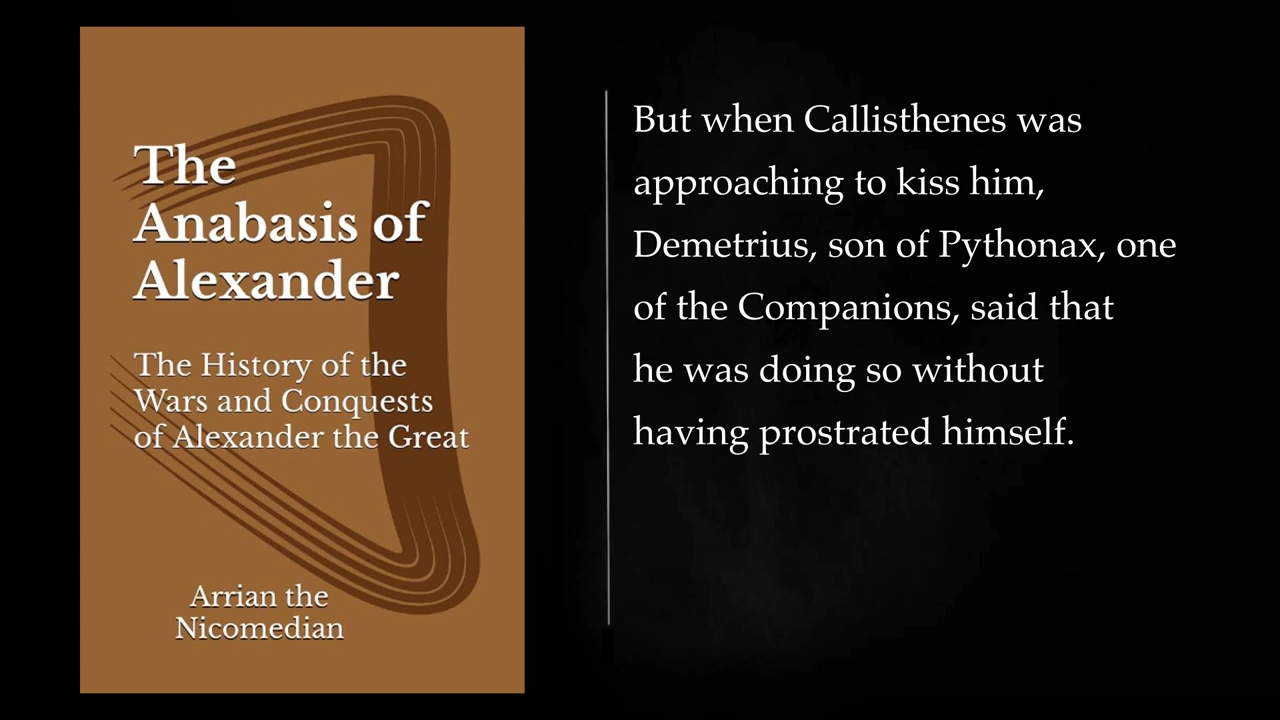 The
Anabasis of
Alexander
The History of the
Wars and Conquests
of Alexander the Great
Arrian the
Nicomedian
But when Callisthenes was
approaching to kiss him,
Demetrius, son of Pythonax, one
of the Companions, said that
he was doing so without
having prostrated himself.